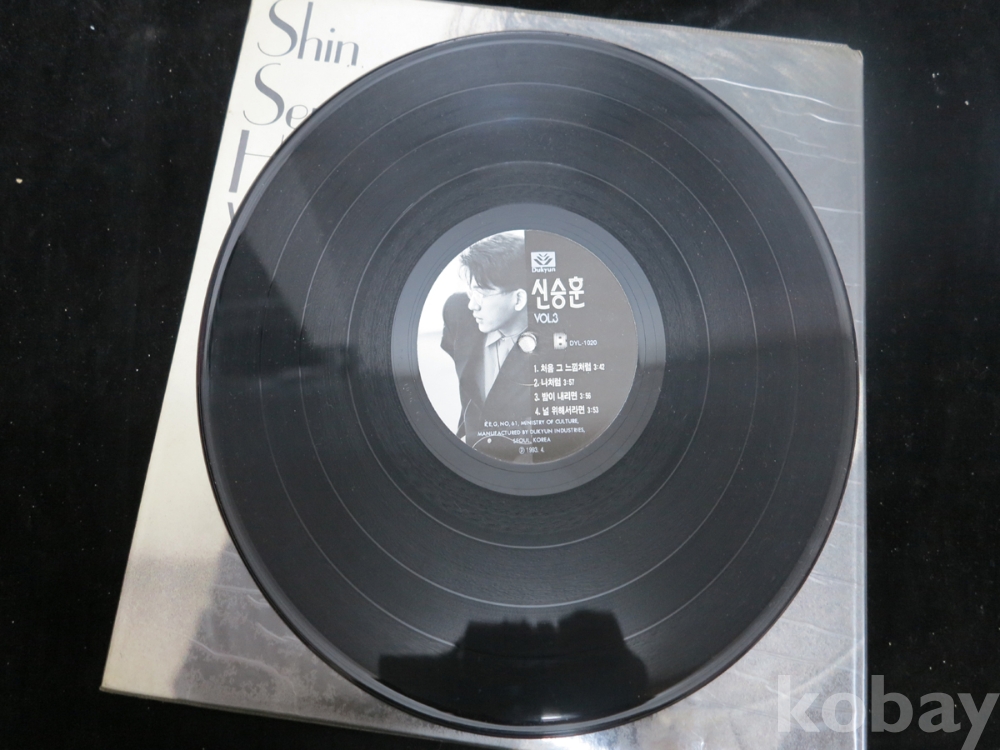 Shin
Dukyun
신승훈
VOL.3
B DYL-1020
1. 처음 그 느낌처럼 3:42
2. 나처럼 3:57
3. 밤이 내리면 3:56
4. 널 위해서라면 3:53
REG, NO, 61, MINISTRY OF CULTURE,
MANUFACTURED BY DUKYUN INDUSTRIES,
SEOUL, KOREA
Ⓟ 1993. 4.
kobay